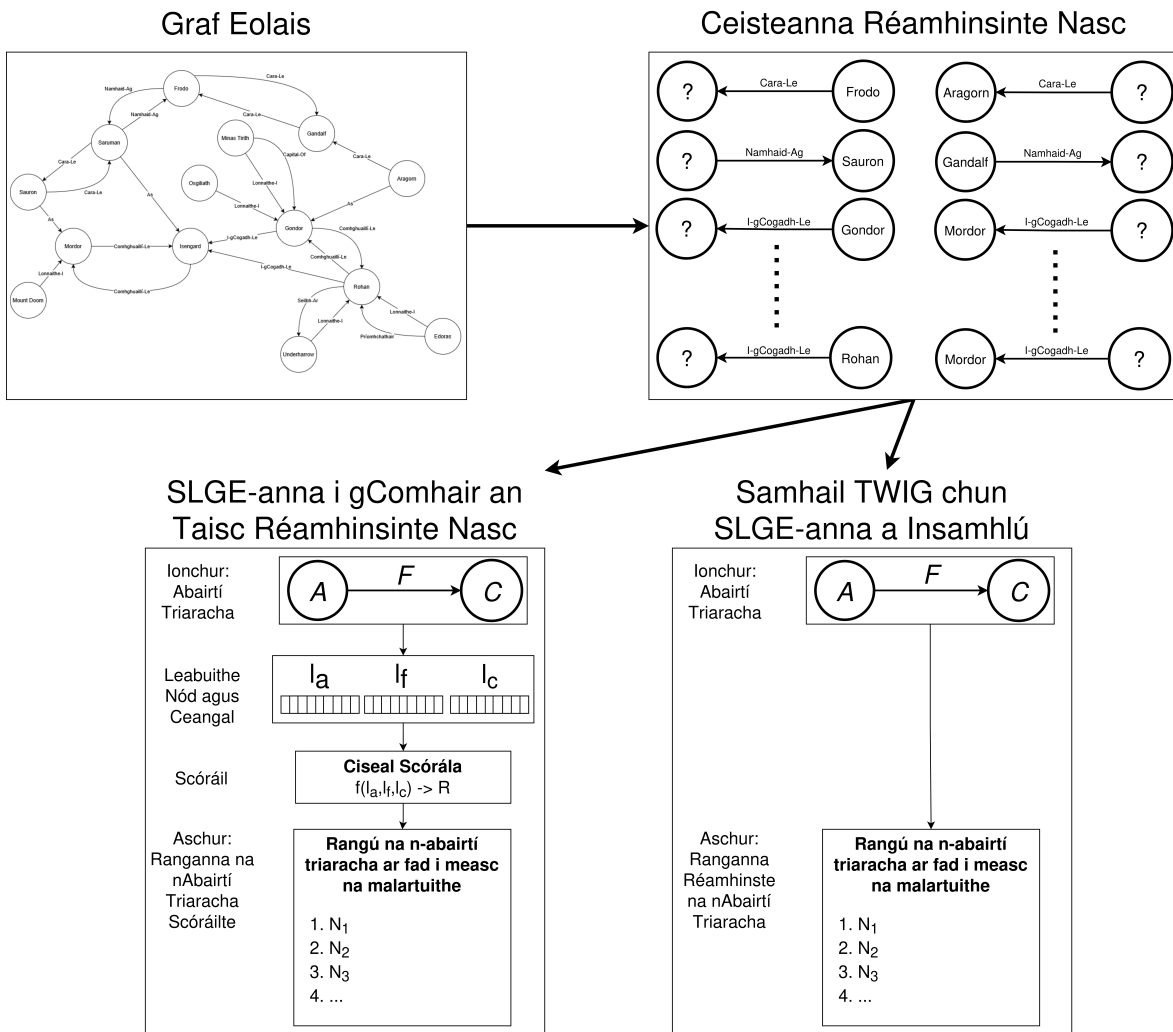 Graf Eolais
Ceisteanna Réamhinsinte Nasc
Frodo
Cara-Le
Namhaid-Ag
Namhaid-Ag
Saruman
Cara-Le
Gandalf
Minas Tirith
Capital-Of
Cara-Le
Cara-Le
Sauron
Cara-Le
As
Osgiliath
Lonnaithe-I
Lonnaithe-I
Aragorn
As
As
Gondor
Mordor
Comhghuaillí-Le
Isengard
I-gCogadh-Le
Comhghuaillí-Le
Comhghuaillí-Le
Lonnaithe-I
Comhghuaillí-Le
I-gCogadh-Le
Rohan
Mount Doom
Seilbh-Ar
Lonnaithe-I
Lonnaithe-I
Príomhchathair
Underharrow
Edoras
? Cara-Le Frodo
Aragorn Cara-Le ?
? Namhaid-Ag Sauron
Gandalf Namhaid-Ag ?
? I-gCogadh-Le Gondor
Mordor I-gCogadh-Le ?
? I-gCogadh-Le Rohan
Mordor I-gCogadh-Le ?
SLGE-anna i gComhair an
Taisc Réamhinsinte Nasc
Ionchur:
Abairtí
Triaracha
A F C
Leabuithe
Nód agus
Ceangal
la lf lc
Scóráil
Ciseal Scórála
f(la,lf,lc) -> R
Aschur:
Ranganna na
nAbairtí
Triaracha
Scóráilte
Rangú na n-abairtí
triaracha ar fad i measc
na malartuithe
1. N1
2. N2
3. N3
4. ...
Samhail TWIG chun
SLGE-anna a Insamhlú
Ionchur:
Abairtí
Triaracha
A F C
Aschur:
Ranganna
Réamhinste
na nAbairtí
Triaracha
Rangú na n-abairtí
triaracha ar fad i measc
na malartuithe
1. N1
2. N2
3. N3
4. ...